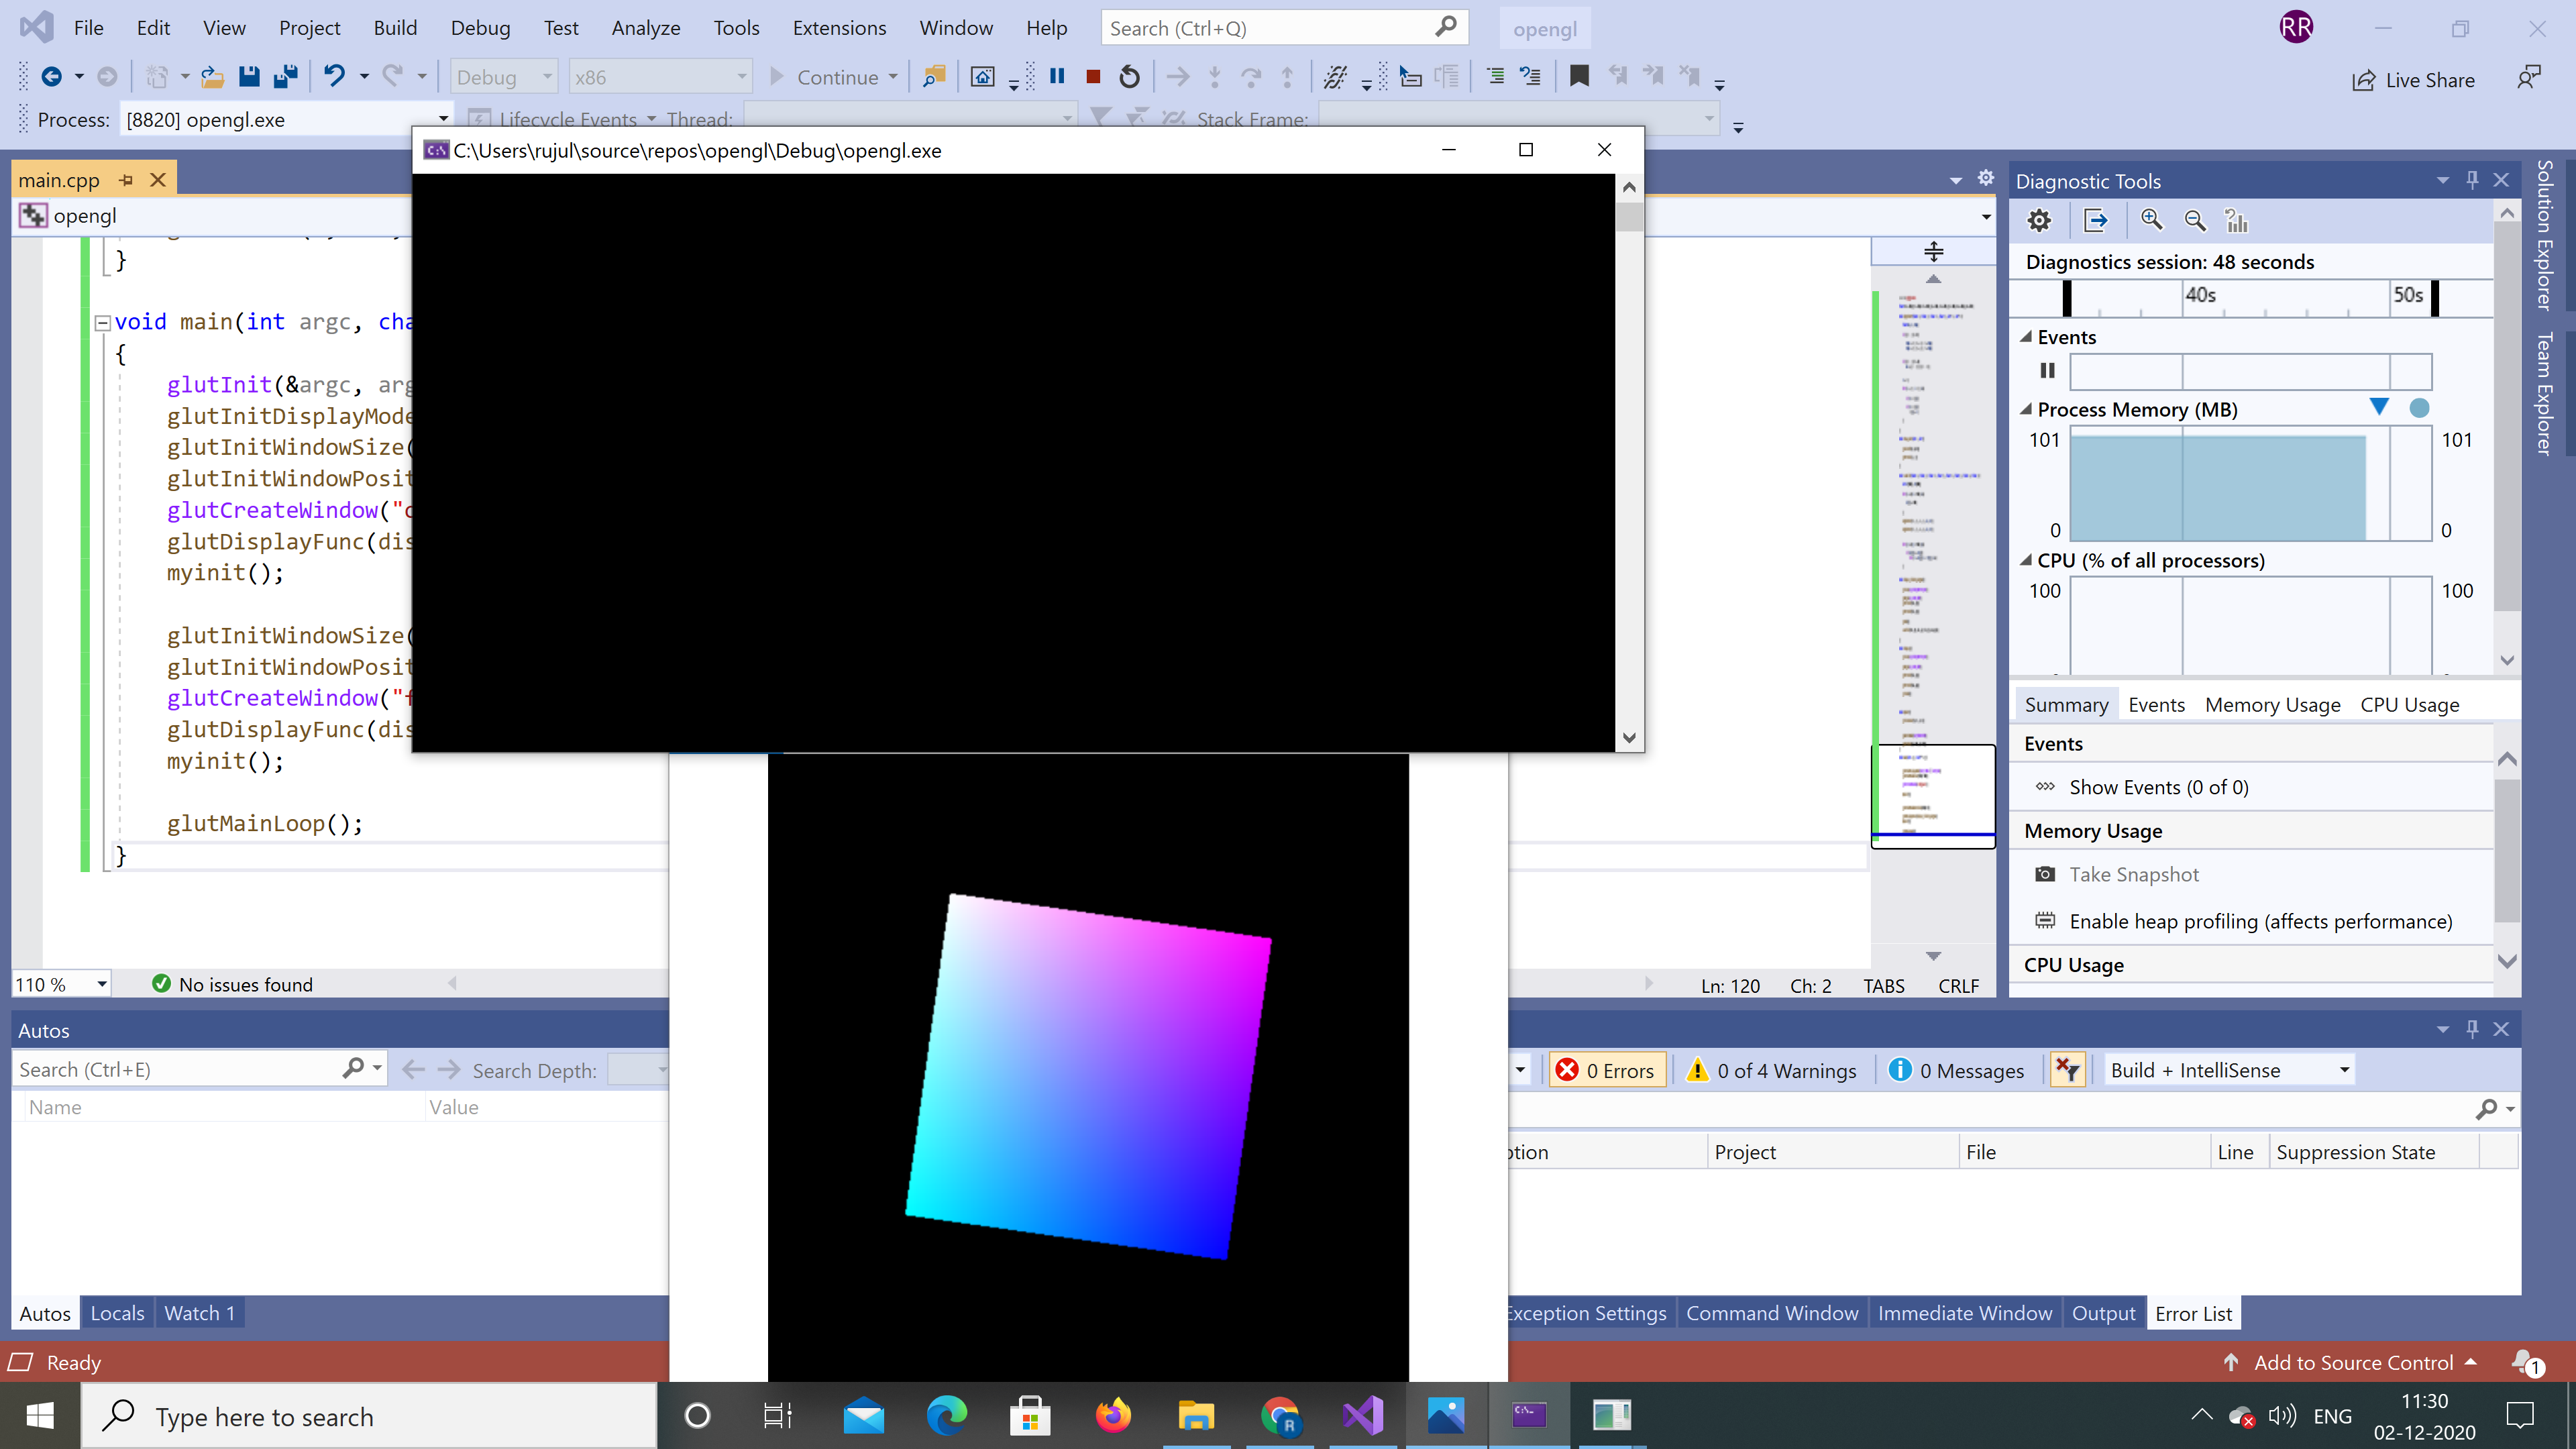 File Edit View Project Build Debug Test Analyze Tools Extensions Window Help Search (Ctrl+Q) opengl RR
Debug x86 Continue Live Share
Process: [8820] opengl.exe Lifecycle Events Thread: Stack Frame:
C:\Users\rujul\source\repos\opengl\Debug\opengl.exe
main.cpp
opengl
}
void main(int argc, cha
{
glutInit(&argc, arg
glutInitDisplayMode
glutInitWindowSize(
glutInitWindowPosit
glutCreateWindow("c
glutDisplayFunc(dis
myinit();
glutInitWindowSize(
glutInitWindowPosit
glutCreateWindow("f
glutDisplayFunc(dis
myinit();
glutMainLoop();
}
110 % No issues found Ln: 120 Ch: 2 TABS CRLF
Diagnostic Tools
Diagnostics session: 48 seconds
40s 50s
Events
Process Memory (MB)
101 101
0 0
CPU (% of all processors)
100 100
Summary Events Memory Usage CPU Usage
Events
Show Events (0 of 0)
Memory Usage
Take Snapshot
Enable heap profiling (affects performance)
CPU Usage
Solution Explorer
Team Explorer
Autos
Search (Ctrl+E) Search Depth:
Name Value
Autos Locals Watch 1
0 Errors 0 of 4 Warnings 0 Messages Build + IntelliSense
ption Project File Line Suppression State
Exception Settings Command Window Immediate Window Output Error List
Ready Add to Source Control 1
Type here to search
R
C:\
ENG
11:30
02-12-2020